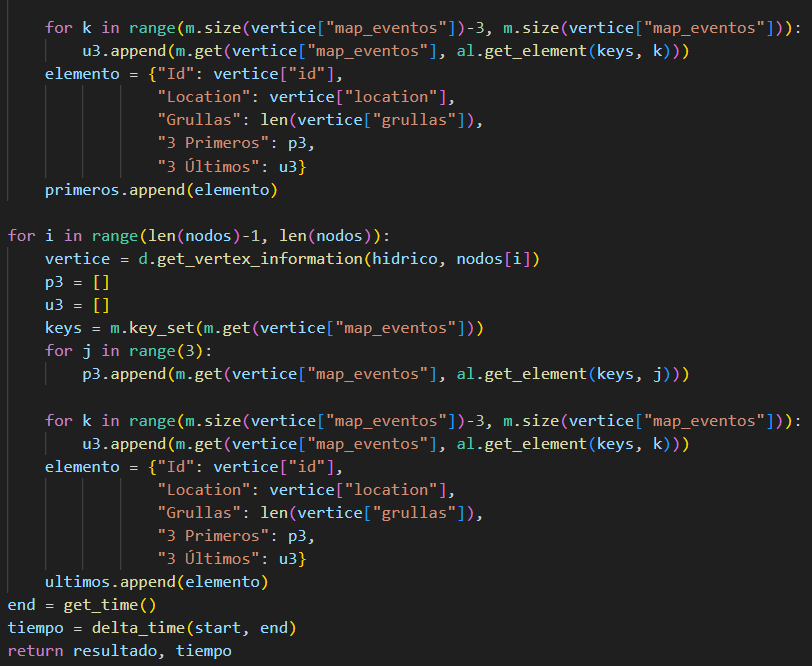 for k in range(m.size(vertice["map_eventos"])-3, m.size(vertice["map_eventos"])):
        u3.append(m.get(vertice["map_eventos"], al.get_element(keys, k)))
    elemento = {"Id": vertice["id"],
                "Location": vertice["location"],
                "Grullas": len(vertice["grullas"]),
                "3 Primeros": p3,
                "3 Últimos": u3}
    primeros.append(elemento)

for i in range(len(nodos)-1, len(nodos)):
    vertice = d.get_vertex_information(hidrico, nodos[i])
    p3 = []
    u3 = []
    keys = m.key_set(m.get(vertice["map_eventos"]))
    for j in range(3):
        p3.append(m.get(vertice["map_eventos"], al.get_element(keys, j)))

    for k in range(m.size(vertice["map_eventos"])-3, m.size(vertice["map_eventos"])):
        u3.append(m.get(vertice["map_eventos"], al.get_element(keys, k)))
    elemento = {"Id": vertice["id"],
                "Location": vertice["location"],
                "Grullas": len(vertice["grullas"]),
                "3 Primeros": p3,
                "3 Últimos": u3}
    ultimos.append(elemento)
end = get_time()
tiempo = delta_time(start, end)
return resultado, tiempo